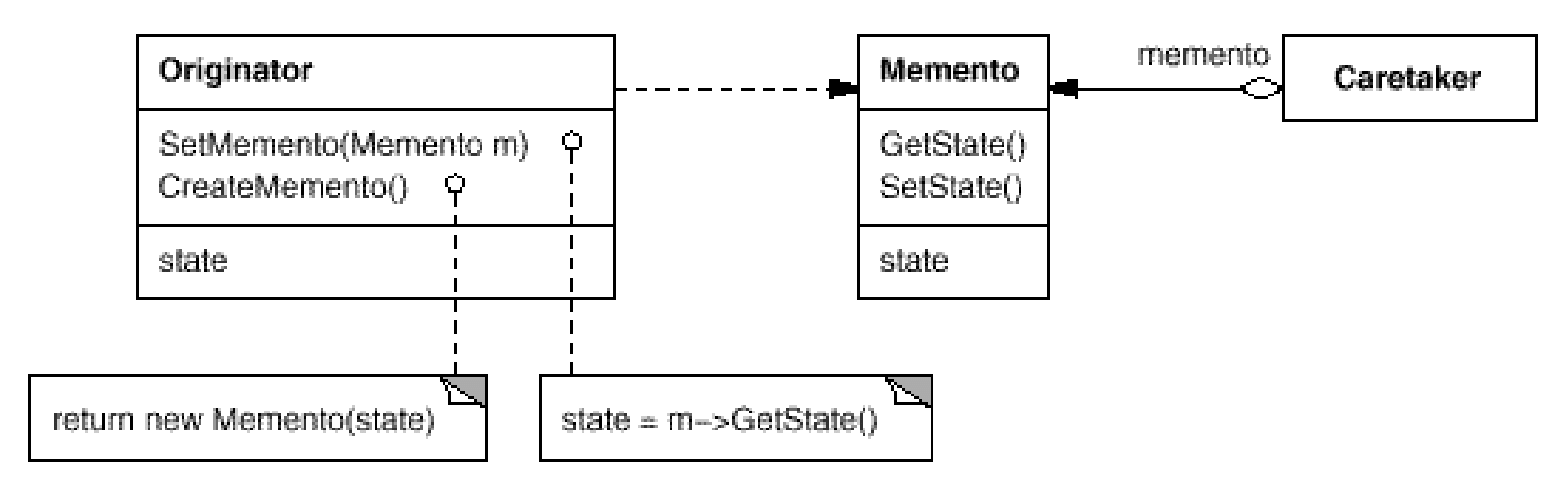 Originator
SetMemento(Memento m)
CreateMemento()
state
return new Memento(state)
state = m->GetState()
Memento
GetState()
SetState()
state
memento
Caretaker